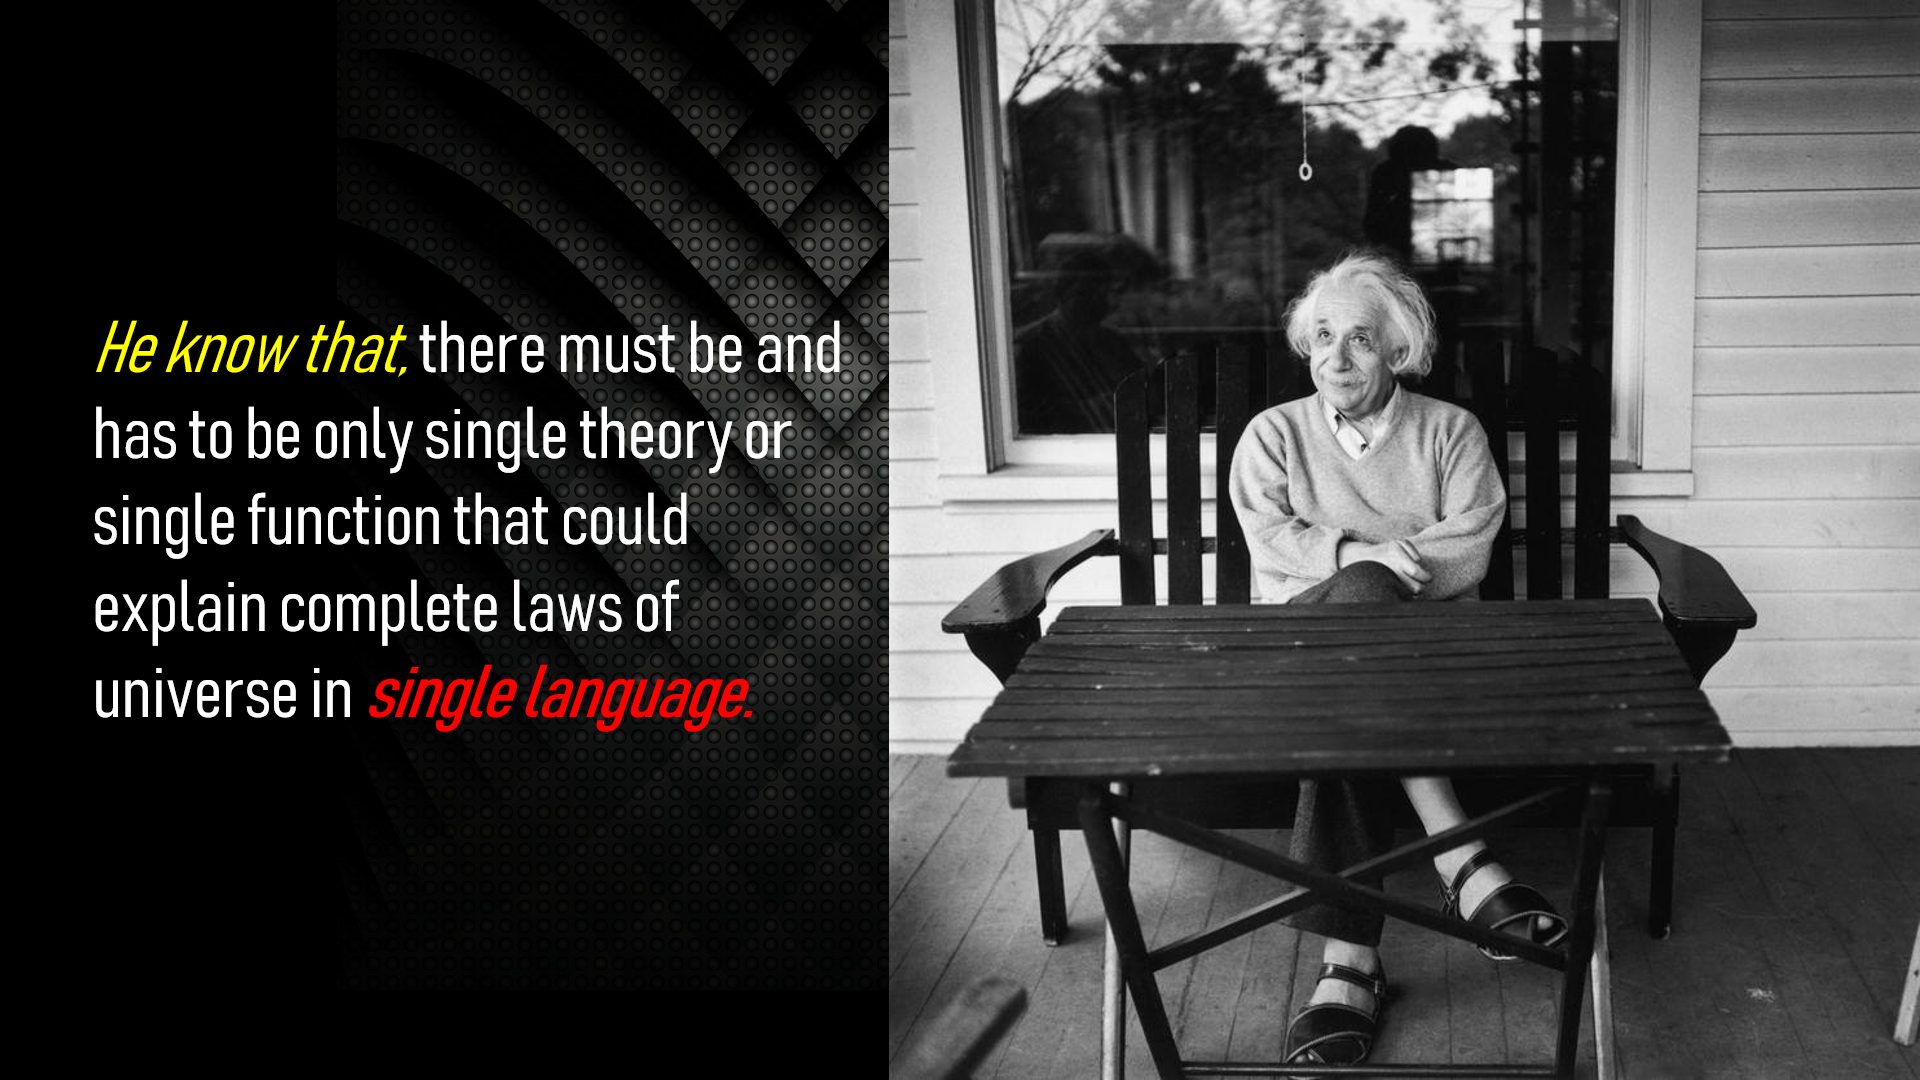 He know that, there must be and
has to be only single theory or
single function that could
explain complete laws of
universe in single language.